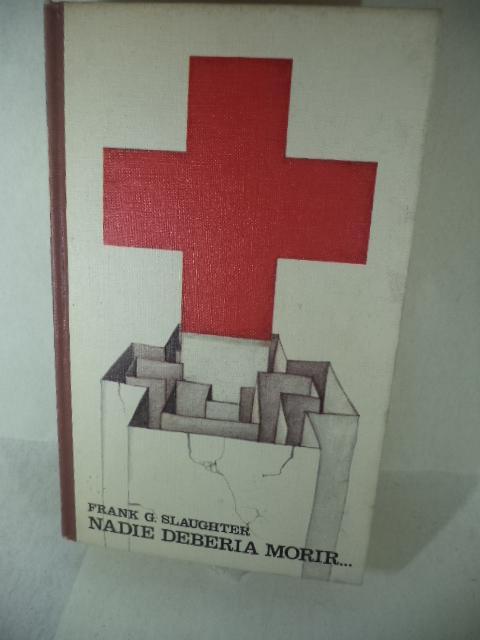 FRANK G. SLAUGHTER
NADIE DEBERIA MORIR...